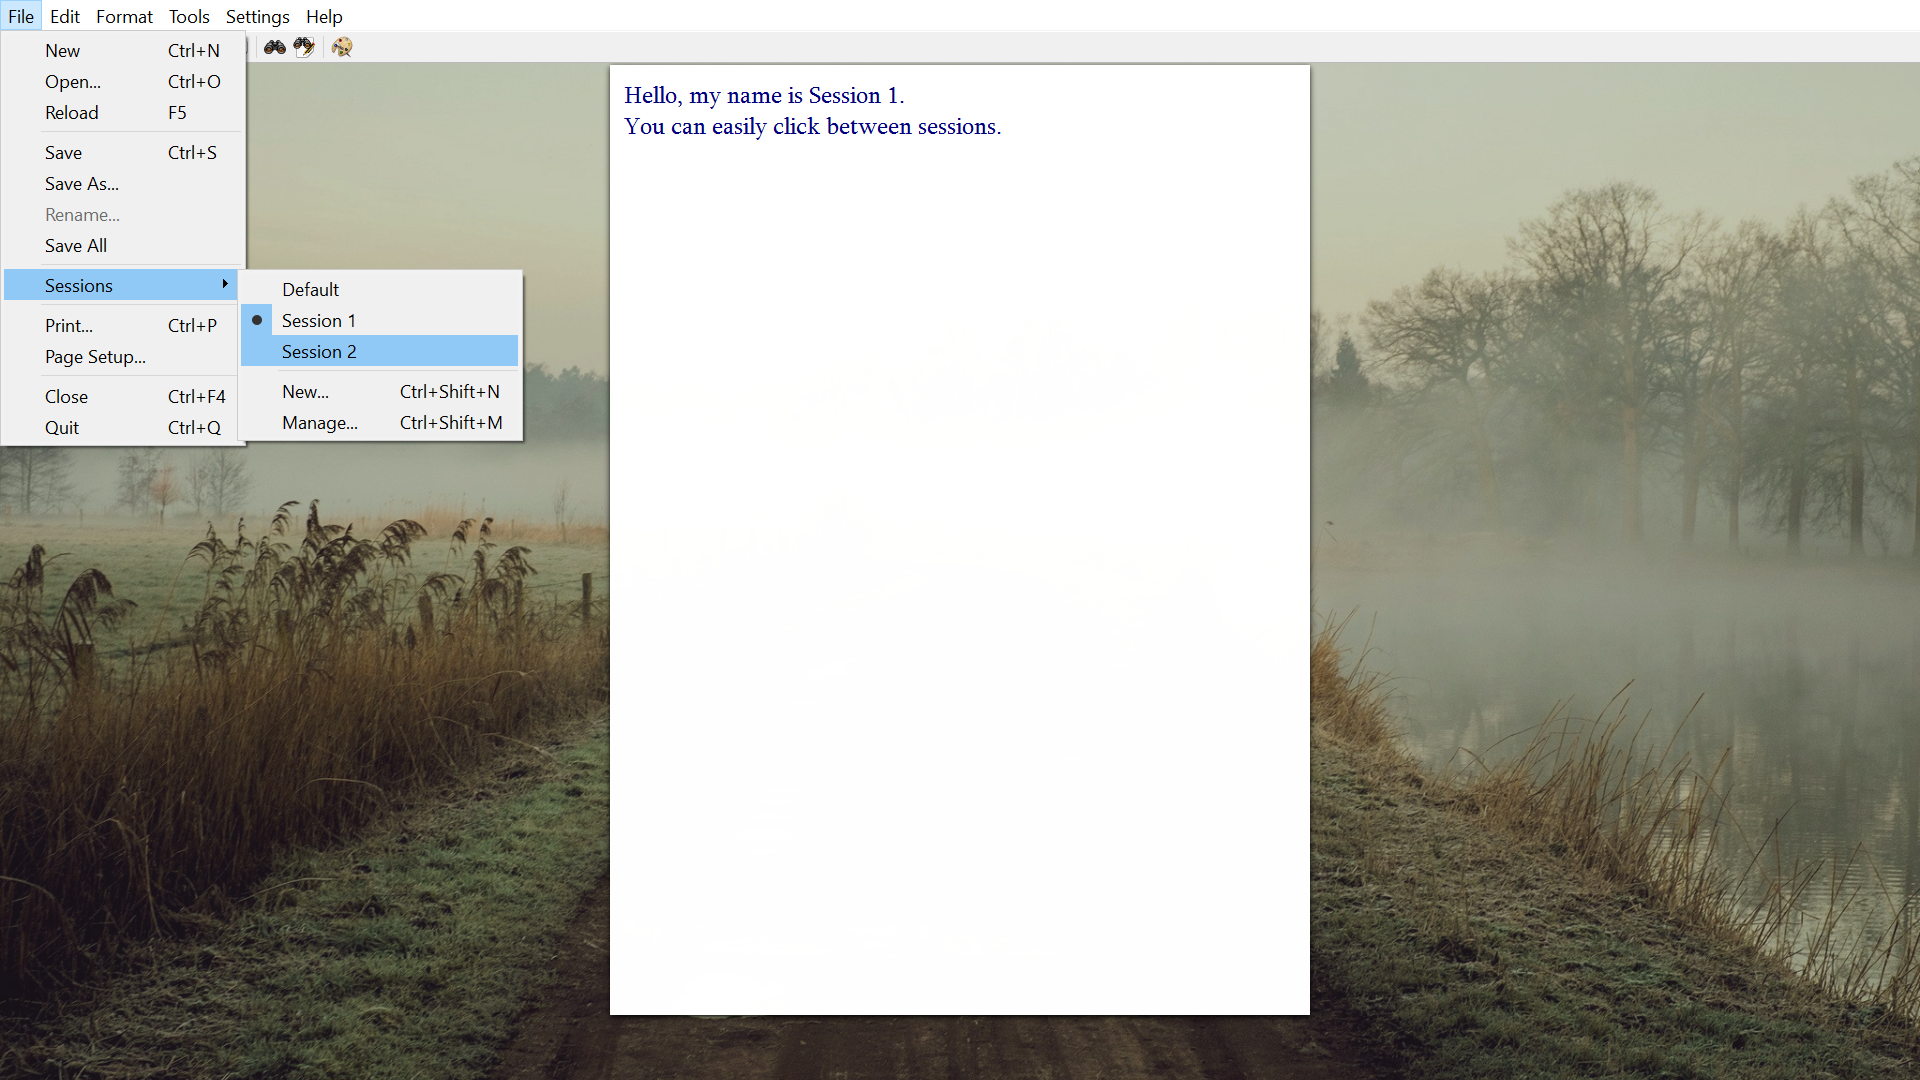 File Edit Format Tools Settings Help
New Ctrl+N
Open... Ctrl+O
Reload F5
Save Ctrl+S
Save As...
Rename...
Save All
Sessions
Print... Ctrl+P
Page Setup...
Close Ctrl+F4
Quit Ctrl+Q
Default
Session 1
Session 2
New... Ctrl+Shift+N
Manage... Ctrl+Shift+M
Hello, my name is Session 1.
You can easily click between sessions.